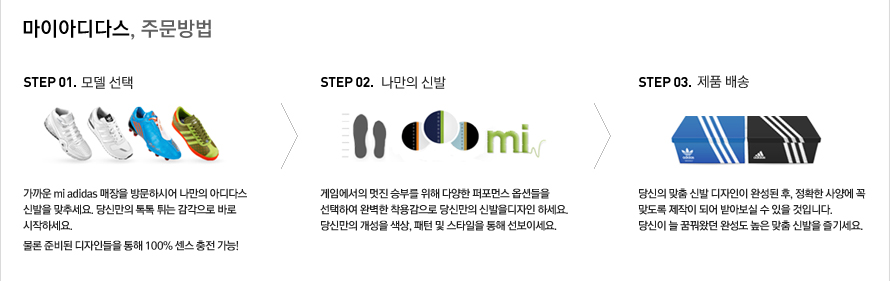 마이아디다스, 주문방법
STEP 01. 모델 선택
가까운 mi adidas 매장을 방문하시어 나만의 아디다스
신발을 맞추세요. 당신만의 톡톡 튀는 감각으로 바로
시작하세요.
물론 준비된 디자인들을 통해 100% 센스 충전 가능!
STEP 02. 나만의 신발
mi
게임에서의 멋진 승부를 위해 다양한 퍼포먼스 옵션들을
선택하여 완벽한 착용감으로 당신만의 신발을디자인 하세요.
당신만의 개성을 색상, 패턴 및 스타일을 통해 선보이세요.
STEP 03. 제품 배송
adidas
adidas
당신의 맞춤 신발 디자인이 완성된 후, 정확한 사양에 꼭
맞도록 제작이 되어 받아보실 수 있을 것입니다.
당신이 늘 꿈꿔왔던 완성도 높은 맞춤 신발을 즐기세요.